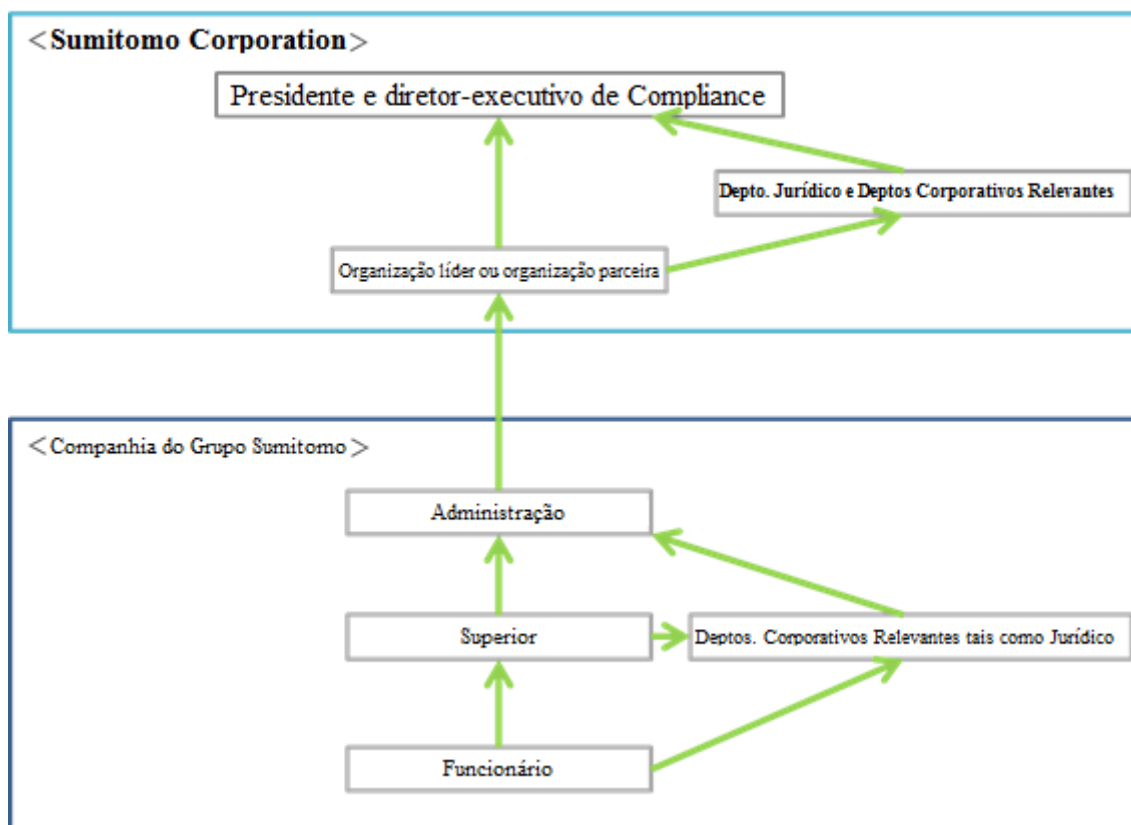 <Sumitomo Corporation>
Presidente e diretor-executivo de Compliance
Depto. Jurídico e Deptos Corporativos Relevantes
Organização líder ou organização parceira
<Companhia do Grupo Sumitomo>
Administração
Superior
Deptos. Corporativos Relevantes tais como Jurídico
Funcionário